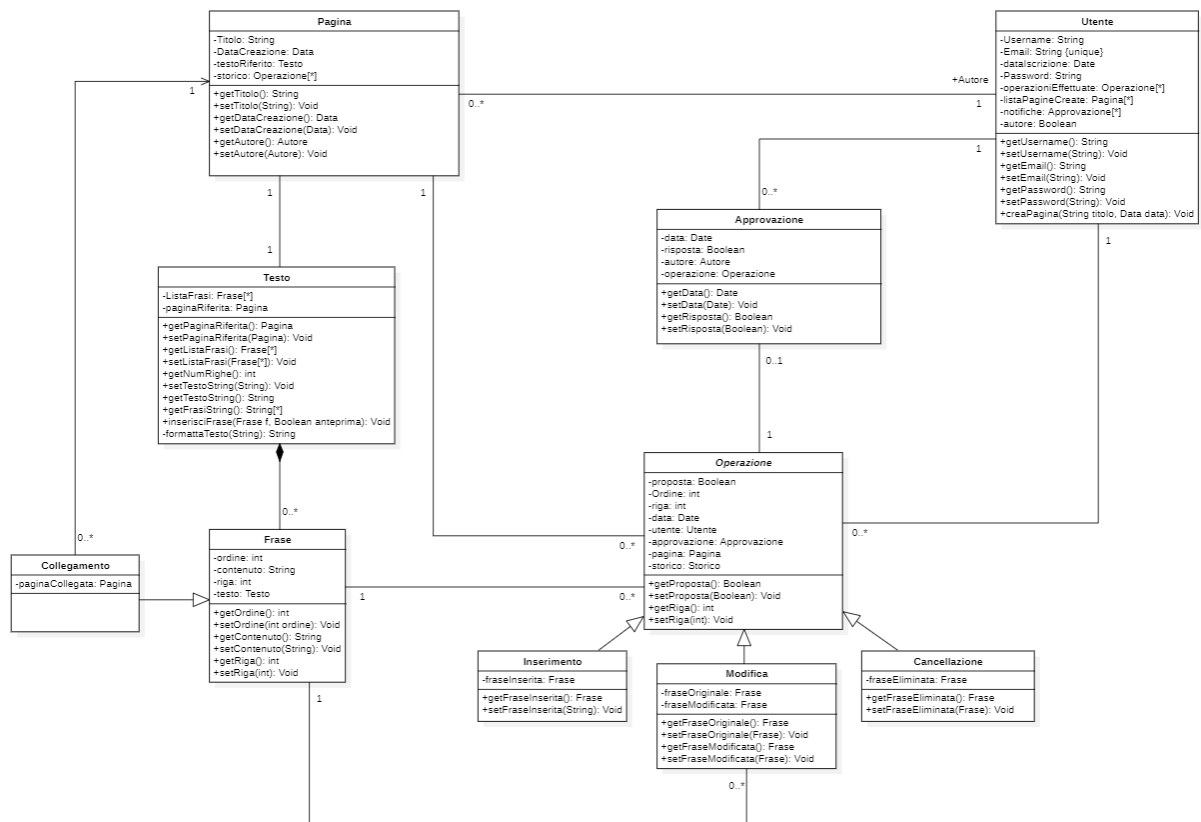 Pagina
-Titolo: String
-DataCreazione: Data
-testoRiferito: Testo
-storico: Operazione[*]
+getTitolo(): String
+setTitolo(String): Void
+getDataCreazione(): Data
+setDataCreazione(Data): Void
+getAutore(): Autore
+setAutore(Autore): Void
Utente
-Username: String
-Email: String {unique}
-dataIscrizione: Date
-Password: String
-operazioniEffettuate: Operazione[*]
-listaPagineCreate: Pagina[*]
-notifiche: Approvazione[*]
-autore: Boolean
+getUsername(): String
+setUsername(String): Void
+getEmail(): String
+setEmail(String): Void
+getPassword(): String
+setPassword(String): Void
+creaPagina(String titolo, Data data): Void
1
0..*
+Autore
1
1
0..*
1
1
1
1
Approvazione
-data: Date
-risposta: Boolean
-autore: Autore
-operazione: Operazione
+getData(): Date
+setData(Date): Void
+getRisposta(): Boolean
+setRisposta(Boolean): Void
0..1
1
Testo
-ListaFrasi: Frase[*]
-paginaRiferita: Pagina
+getPaginaRiferita(): Pagina
+setPaginaRiferita(Pagina): Void
+getListaFrasi(): Frase[*]
+setListaFrasi(Frase[*]): Void
+getNumRighe(): int
+setTestoString(String): Void
+getTestoString(): String
+getFrasiString(): String[*]
+inserisciFrase(Frase f, Boolean anteprima): Void
-formattaTesto(String): String
0..*
Operazione
-proposta: Boolean
-Ordine: int
-riga: int
-data: Date
-utente: Utente
-approvazione: Approvazione
-pagina: Pagina
-storico: Storico
+getProposta(): Boolean
+setProposta(Boolean): Void
+getRiga(): int
+setRiga(int): Void
0..*
0..*
0..*
Collegamento
-paginaCollegata: Pagina
Frase
-ordine: int
-contenuto: String
-riga: int
-testo: Testo
+getOrdine(): int
+setOrdine(int ordine): Void
+getContenuto(): String
+setContenuto(String): Void
+getRiga(): int
+setRiga(int): Void
1
0..*
Inserimento
-fraseInserita: Frase
+getFraseInserita(): Frase
+setFraseInserita(String): Void
Modifica
-fraseOriginale: Frase
-fraseModificata: Frase
+getFraseOriginale(): Frase
+setFraseOriginale(Frase): Void
+getFraseModificata(): Frase
+setFraseModificata(Frase): Void
Cancellazione
-fraseEliminata: Frase
+getFraseEliminata(): Frase
+setFraseEliminata(Frase): Void
1
0..*